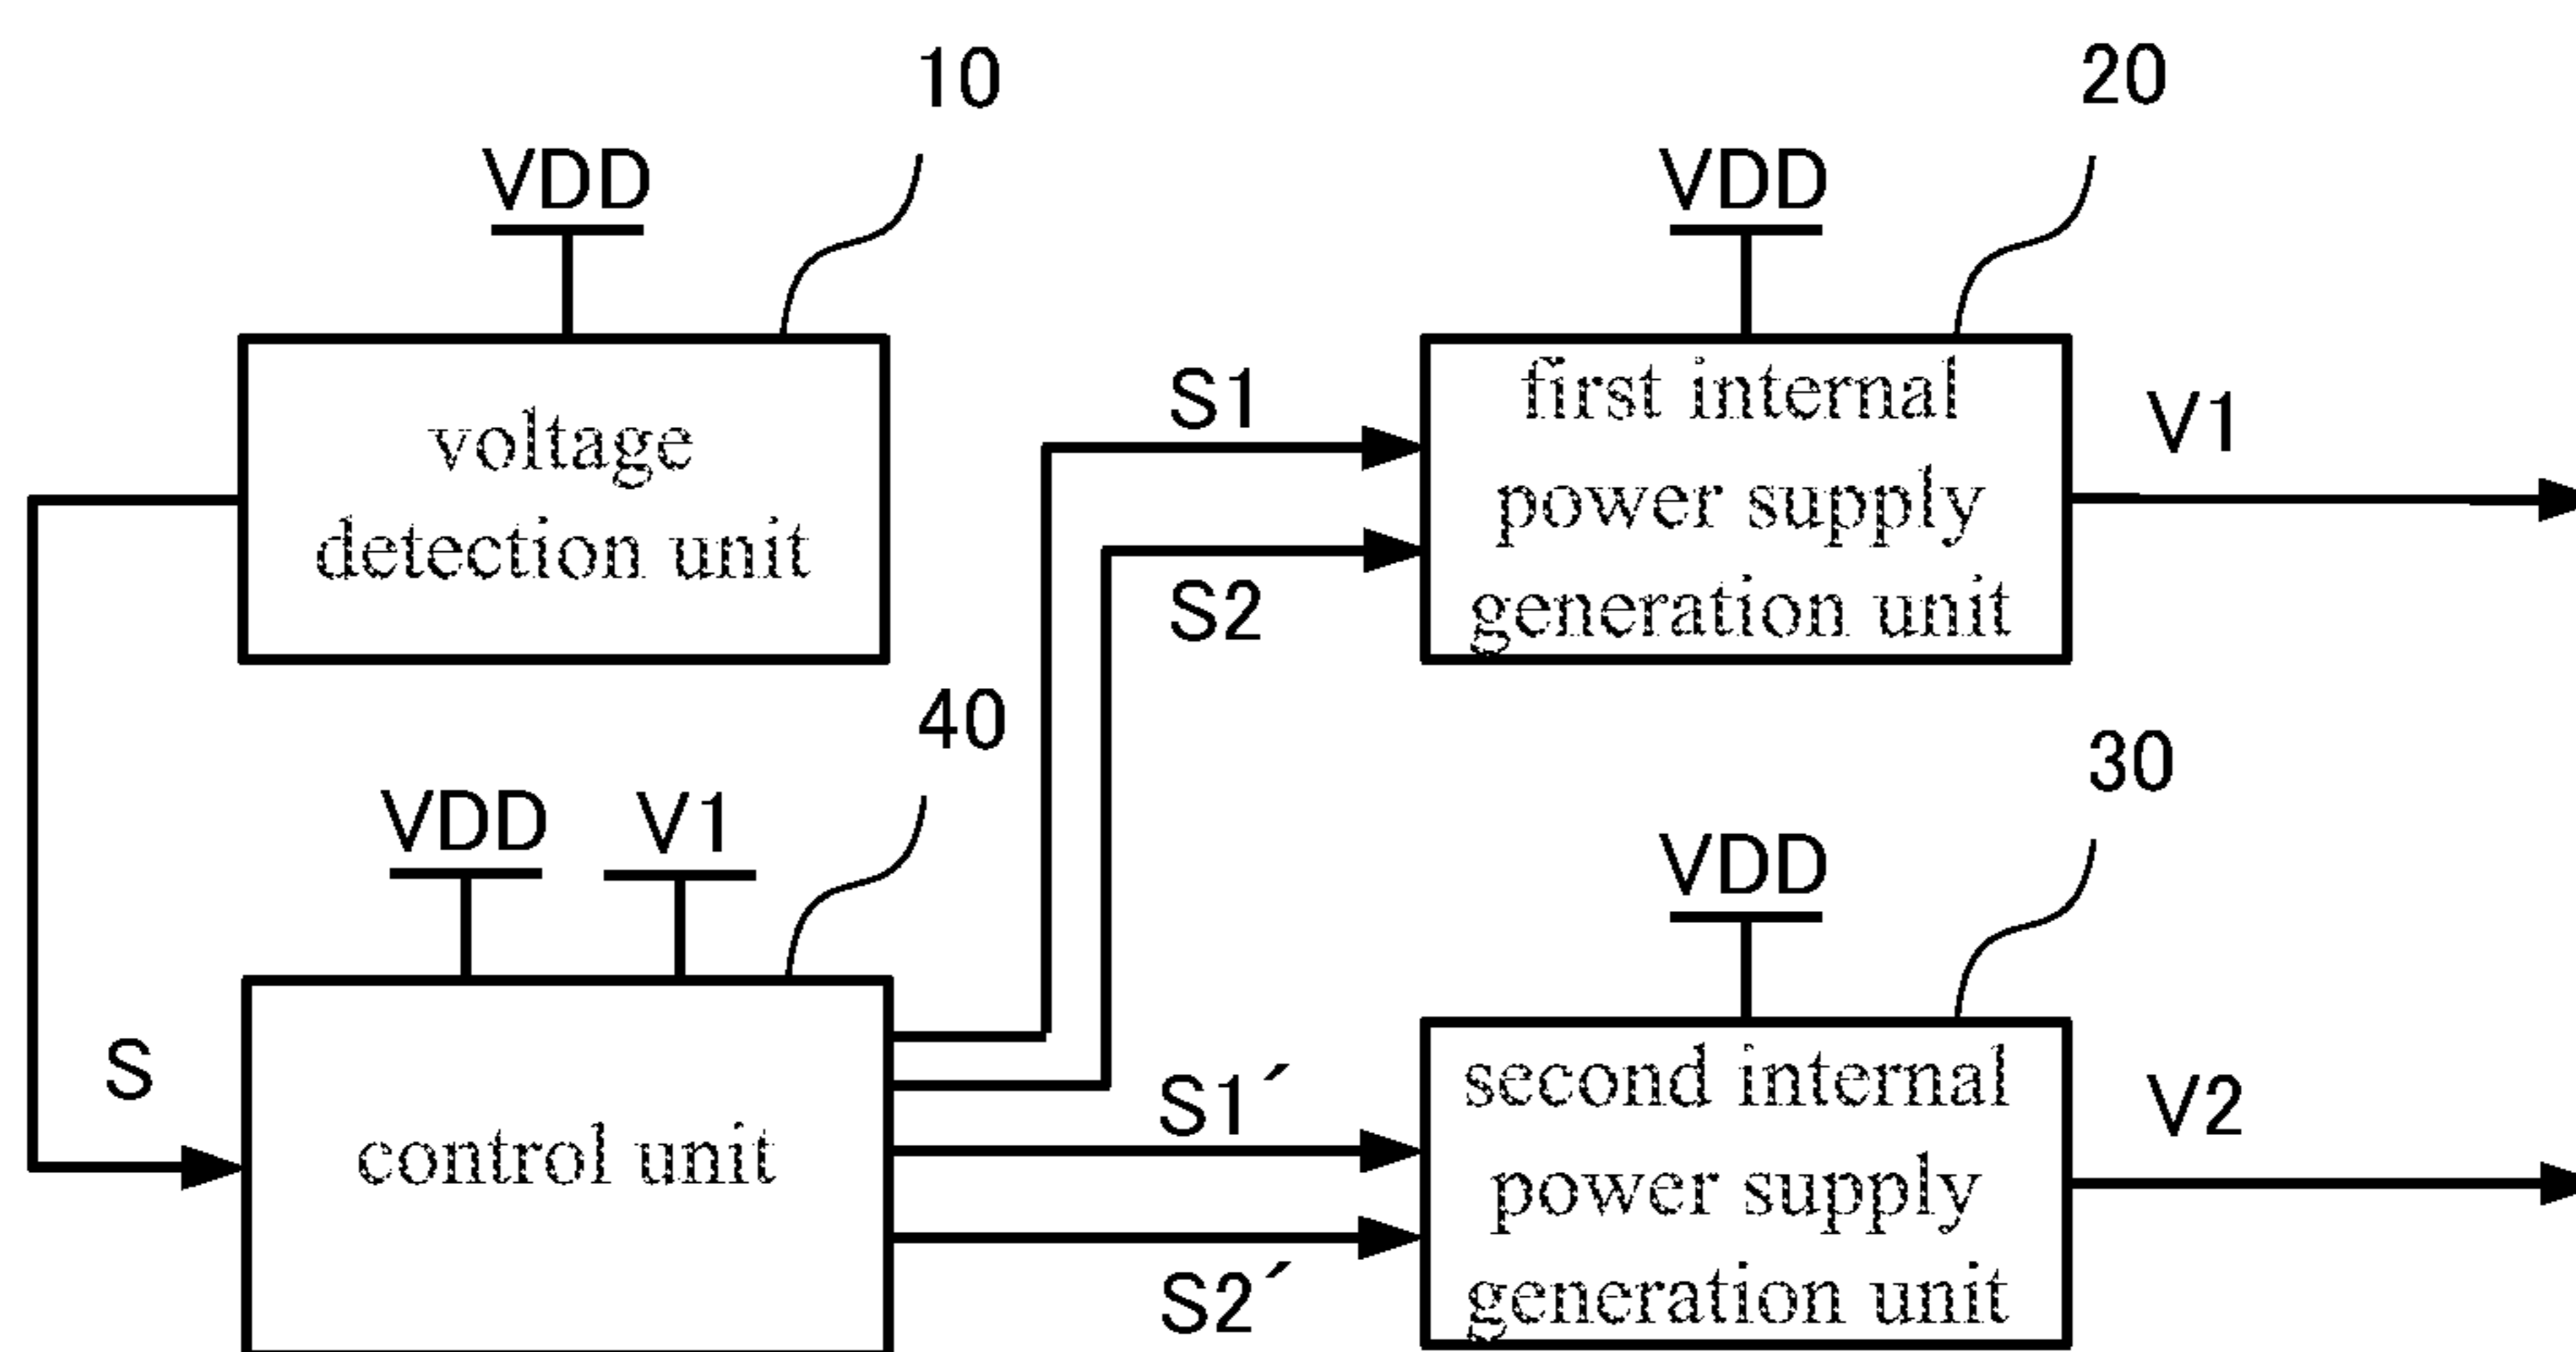 10
20
VDD
VDD
voltage
detection unit
S1
S2
first internal
power supply
generation unit
V1
40
30
VDD
V1
VDD
S
control unit
S1´
S2´
second internal
power supply
generation unit
V2